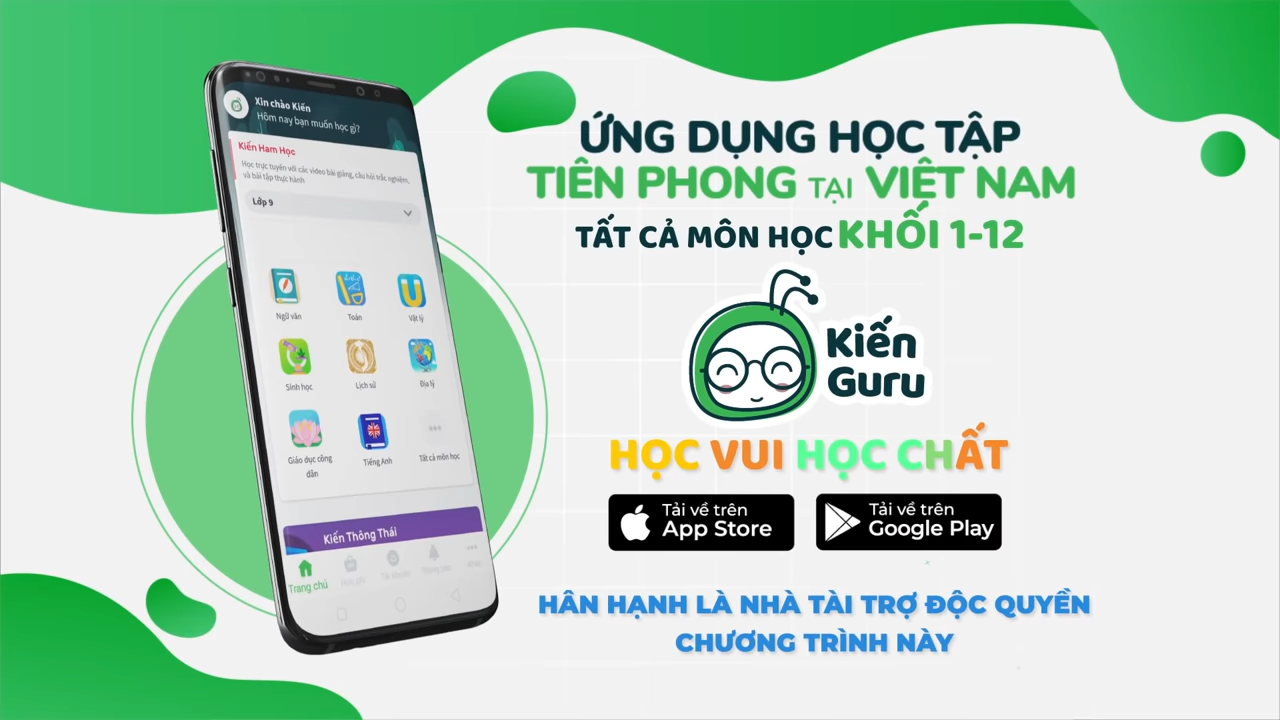 Xin chào Kiến
Hôm nay bạn muốn học gì?
Kiến Ham Học
Học trực tuyến với các video bài giảng, câu hỏi trắc nghiệm,
và bài tập thực hành
Lớp 9
Ngữ văn
Toán
Vật lý
Sinh học
Lịch sử
Địa lý
Giáo dục công
dân
Tiếng Anh
Tất cả môn học
Kiến Thông Thái
Trang chủ
ỨNG DỤNG HỌC TẬP
TIÊN PHONG TẠI VIỆT NAM
TẤT CẢ MÔN HỌC KHỐI 1-12
Kiến
Guru
HỌC VUI HỌC CHẤT
Tải về trên
App Store
Tải về trên
Google Play
HÂN HẠNH LÀ NHÀ TÀI TRỢ ĐỘC QUYỀN
CHƯƠNG TRÌNH NÀY